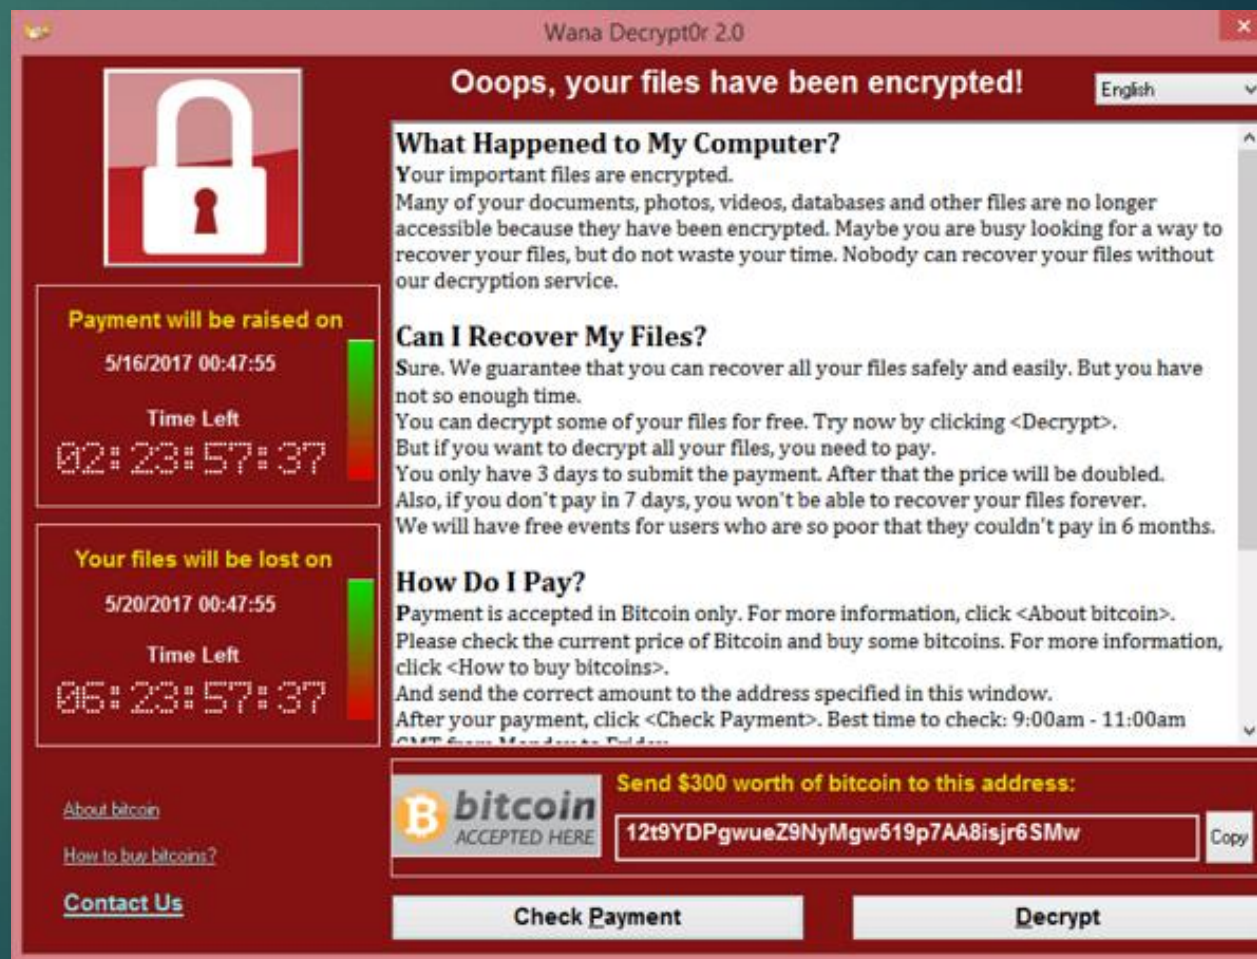 Wana Decrypt0r 2.0
Ooops, your files have been encrypted!
English
Payment will be raised on
5/16/2017 00:47:55
Time Left
02:23:57:37
Your files will be lost on
5/20/2017 00:47:55
Time Left
06:23:57:37
About bitcoin
How to buy bitcoins?
Contact Us
What Happened to My Computer?
Your important files are encrypted.
Many of your documents, photos, videos, databases and other files are no longer
accessible because they have been encrypted. Maybe you are busy looking for a way to
recover your files, but do not waste your time. Nobody can recover your files without
our decryption service.
Can I Recover My Files?
Sure. We guarantee that you can recover all your files safely and easily. But you have
not so enough time.
You can decrypt some of your files for free. Try now by clicking <Decrypt>.
But if you want to decrypt all your files, you need to pay.
You only have 3 days to submit the payment. After that the price will be doubled.
Also, if you don't pay in 7 days, you won't be able to recover your files forever.
We will have free events for users who are so poor that they couldn't pay in 6 months.
How Do I Pay?
Payment is accepted in Bitcoin only. For more information, click <About bitcoin>.
Please check the current price of Bitcoin and buy some bitcoins. For more information,
click <How to buy bitcoins>.
And send the correct amount to the address specified in this window.
After your payment, click <Check Payment>. Best time to check: 9:00am - 11:00am
GMT from Monday to Friday
bitcoin
ACCEPTED HERE
Send $300 worth of bitcoin to this address:
12t9YDPgwueZ9NyMgw519p7AA8isjr6SMw
Copy
Check Payment
Decrypt